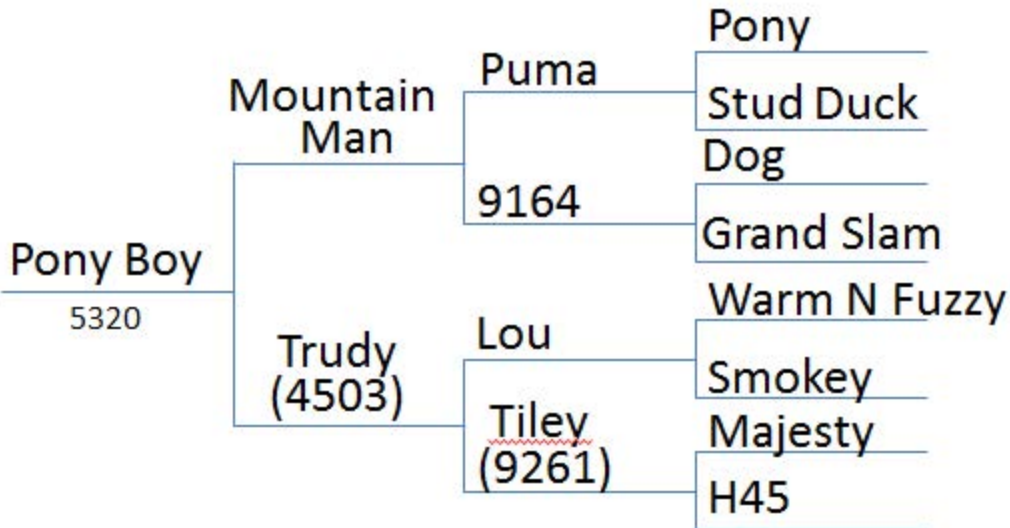 Pony
Puma
Mountain
Man
Stud Duck
Dog
9164
Grand Slam
Pony Boy
5320
Warm N Fuzzy
Lou
Trudy
(4503)
Smokey
Tiley
(9261)
Majesty
H45